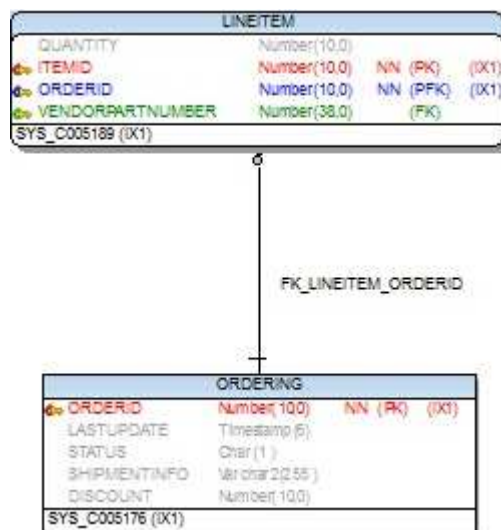 LINEITEM
QUANTITY Number(10,0)
ITEMID Number(10,0) NN (PK) (IX1)
ORDERID Number(10,0) NN (PFK) (IX1)
VENDORPARTNUMBER Number(38,0) (FK)
SYS_C005189 (IX1)
FK_LINEITEM_ORDERID
ORDERING
ORDERID Number(10,0) NN (PK) (IX1)
LASTUPDATE Timestamp(6)
STATUS Char(1)
SHIPMENTINFO Varchar2(255)
DISCOUNT Number(10,0)
SYS_C005176 (IX1)